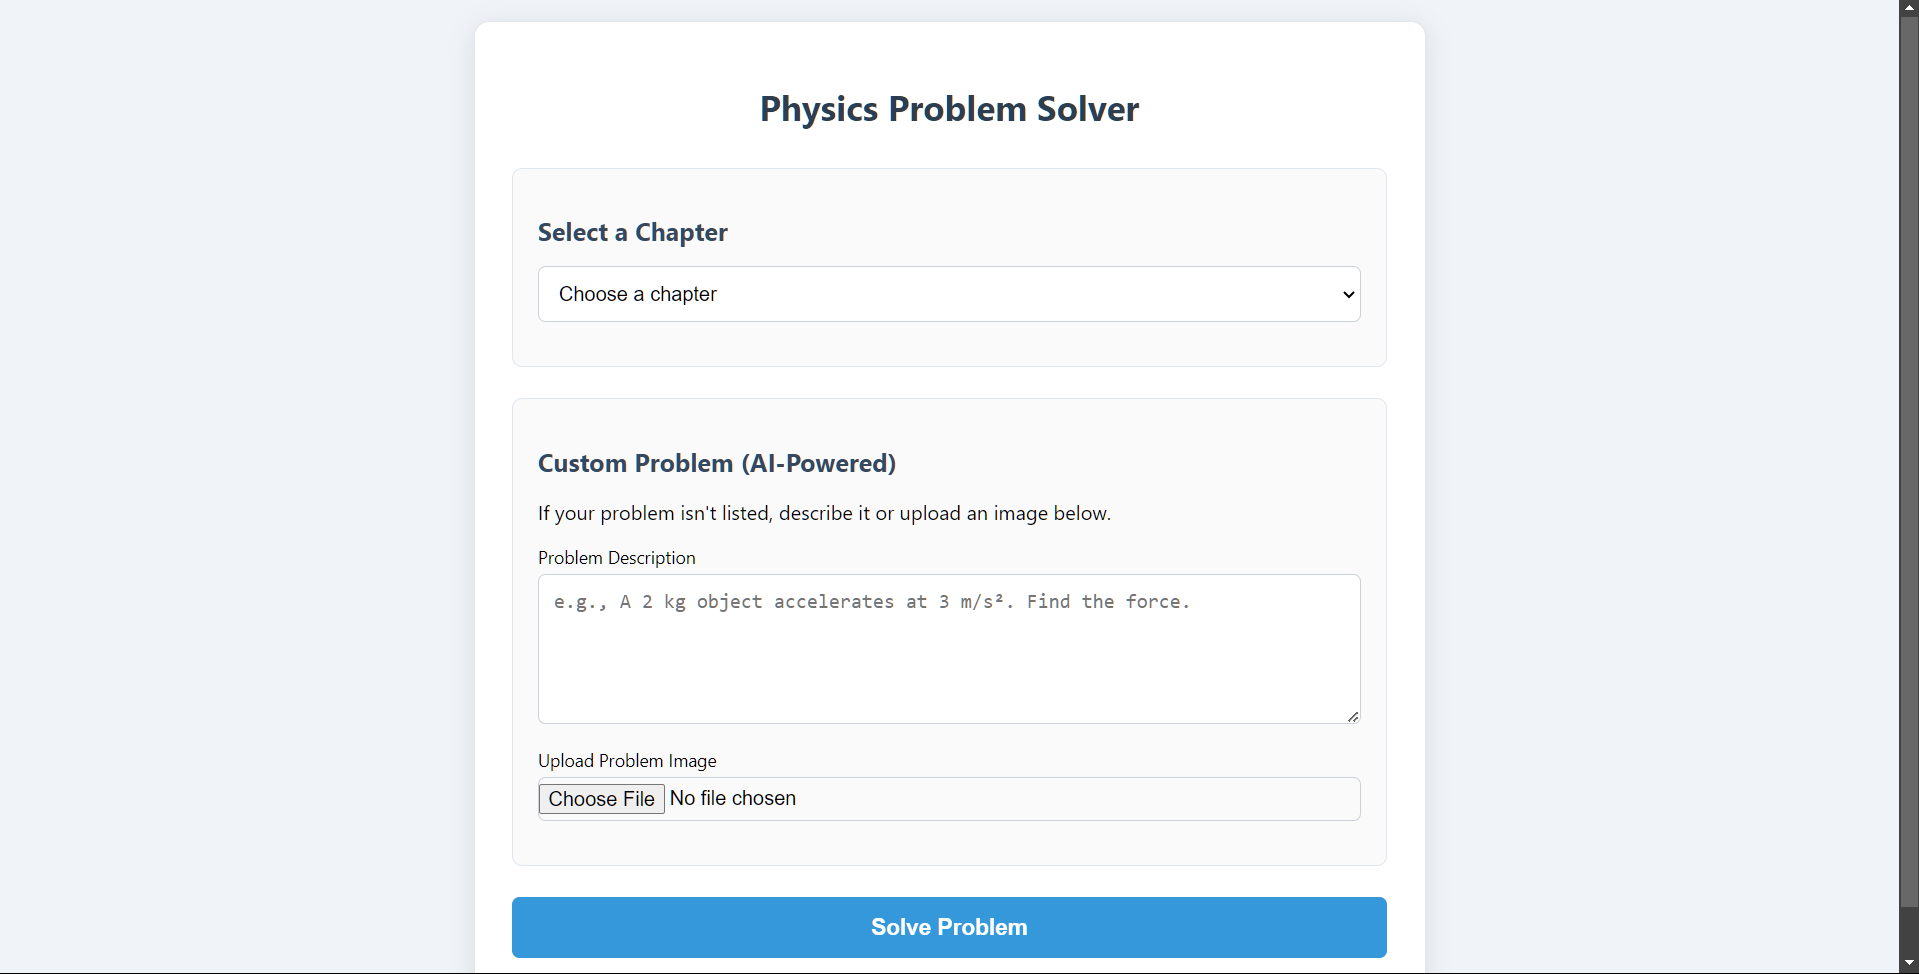 Physics Problem Solver
Select a Chapter
Choose a chapter
Custom Problem (AI-Powered)
If your problem isn't listed, describe it or upload an image below.
Problem Description
e.g., A 2 kg object accelerates at 3 m/s². Find the force.
Upload Problem Image
Choose File No file chosen
Solve Problem